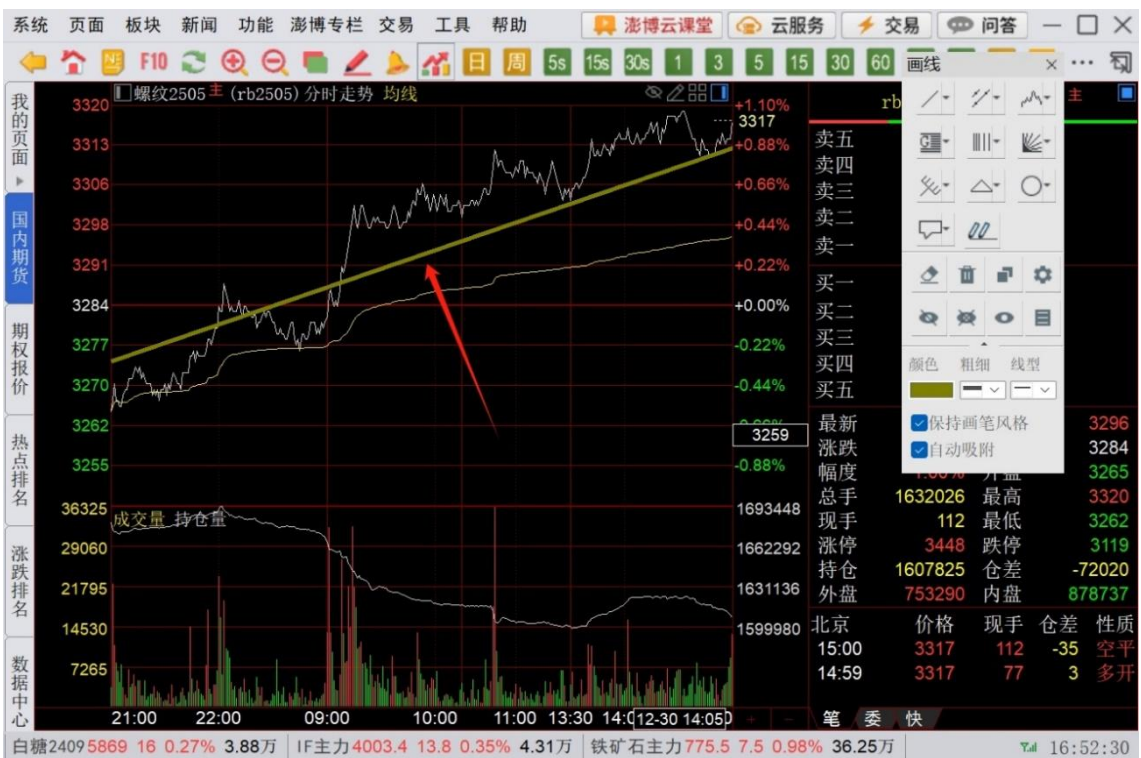 系统 页面 板块 新闻 功能 澎博专栏 交易 工具 帮助 澎博云课堂 云服务 交易 问答
F10 日 周 5s 15s 30s 1 3 5 15 30 60
画线
我的页面
国内期货
期权报价
热点排名
涨跌排名
数据中心
螺纹2505主 (rb2505) 分时走势 均线
3320
3313
3306
3298
3291
3284
3277
3270
3262
3255
+1.10%
3317
+0.88%
+0.66%
+0.44%
+0.22%
+0.00%
-0.22%
-0.44%
3259
-0.88%
成交量 持仓量
36325
29060
21795
14530
7265
1693448
1662292
1631136
1599980
21:00 22:00 09:00 10:00 11:00 13:30 12-30 14:05
rb 主
卖五
卖四
卖三
卖二
卖一
买一
买二
买三
买四
买五
颜色 粗细 线型
保持画笔风格
自动吸附
最新 3296
涨跌 3284
幅度 3265
总手 1632026 最高 3320
现手 112 最低 3262
涨停 3448 跌停 3119
持仓 1607825 仓差 -72020
外盘 753290 内盘 878737
北京 价格 现手 仓差 性质
15:00 3317 112 -35 空平
14:59 3317 77 3 多开
笔 委 快
白糖2409 5869 16 0.27% 3.88万 IF主力 4003.4 13.8 0.35% 4.31万 铁矿石主力 775.5 7.5 0.98% 36.25万 16:52:30